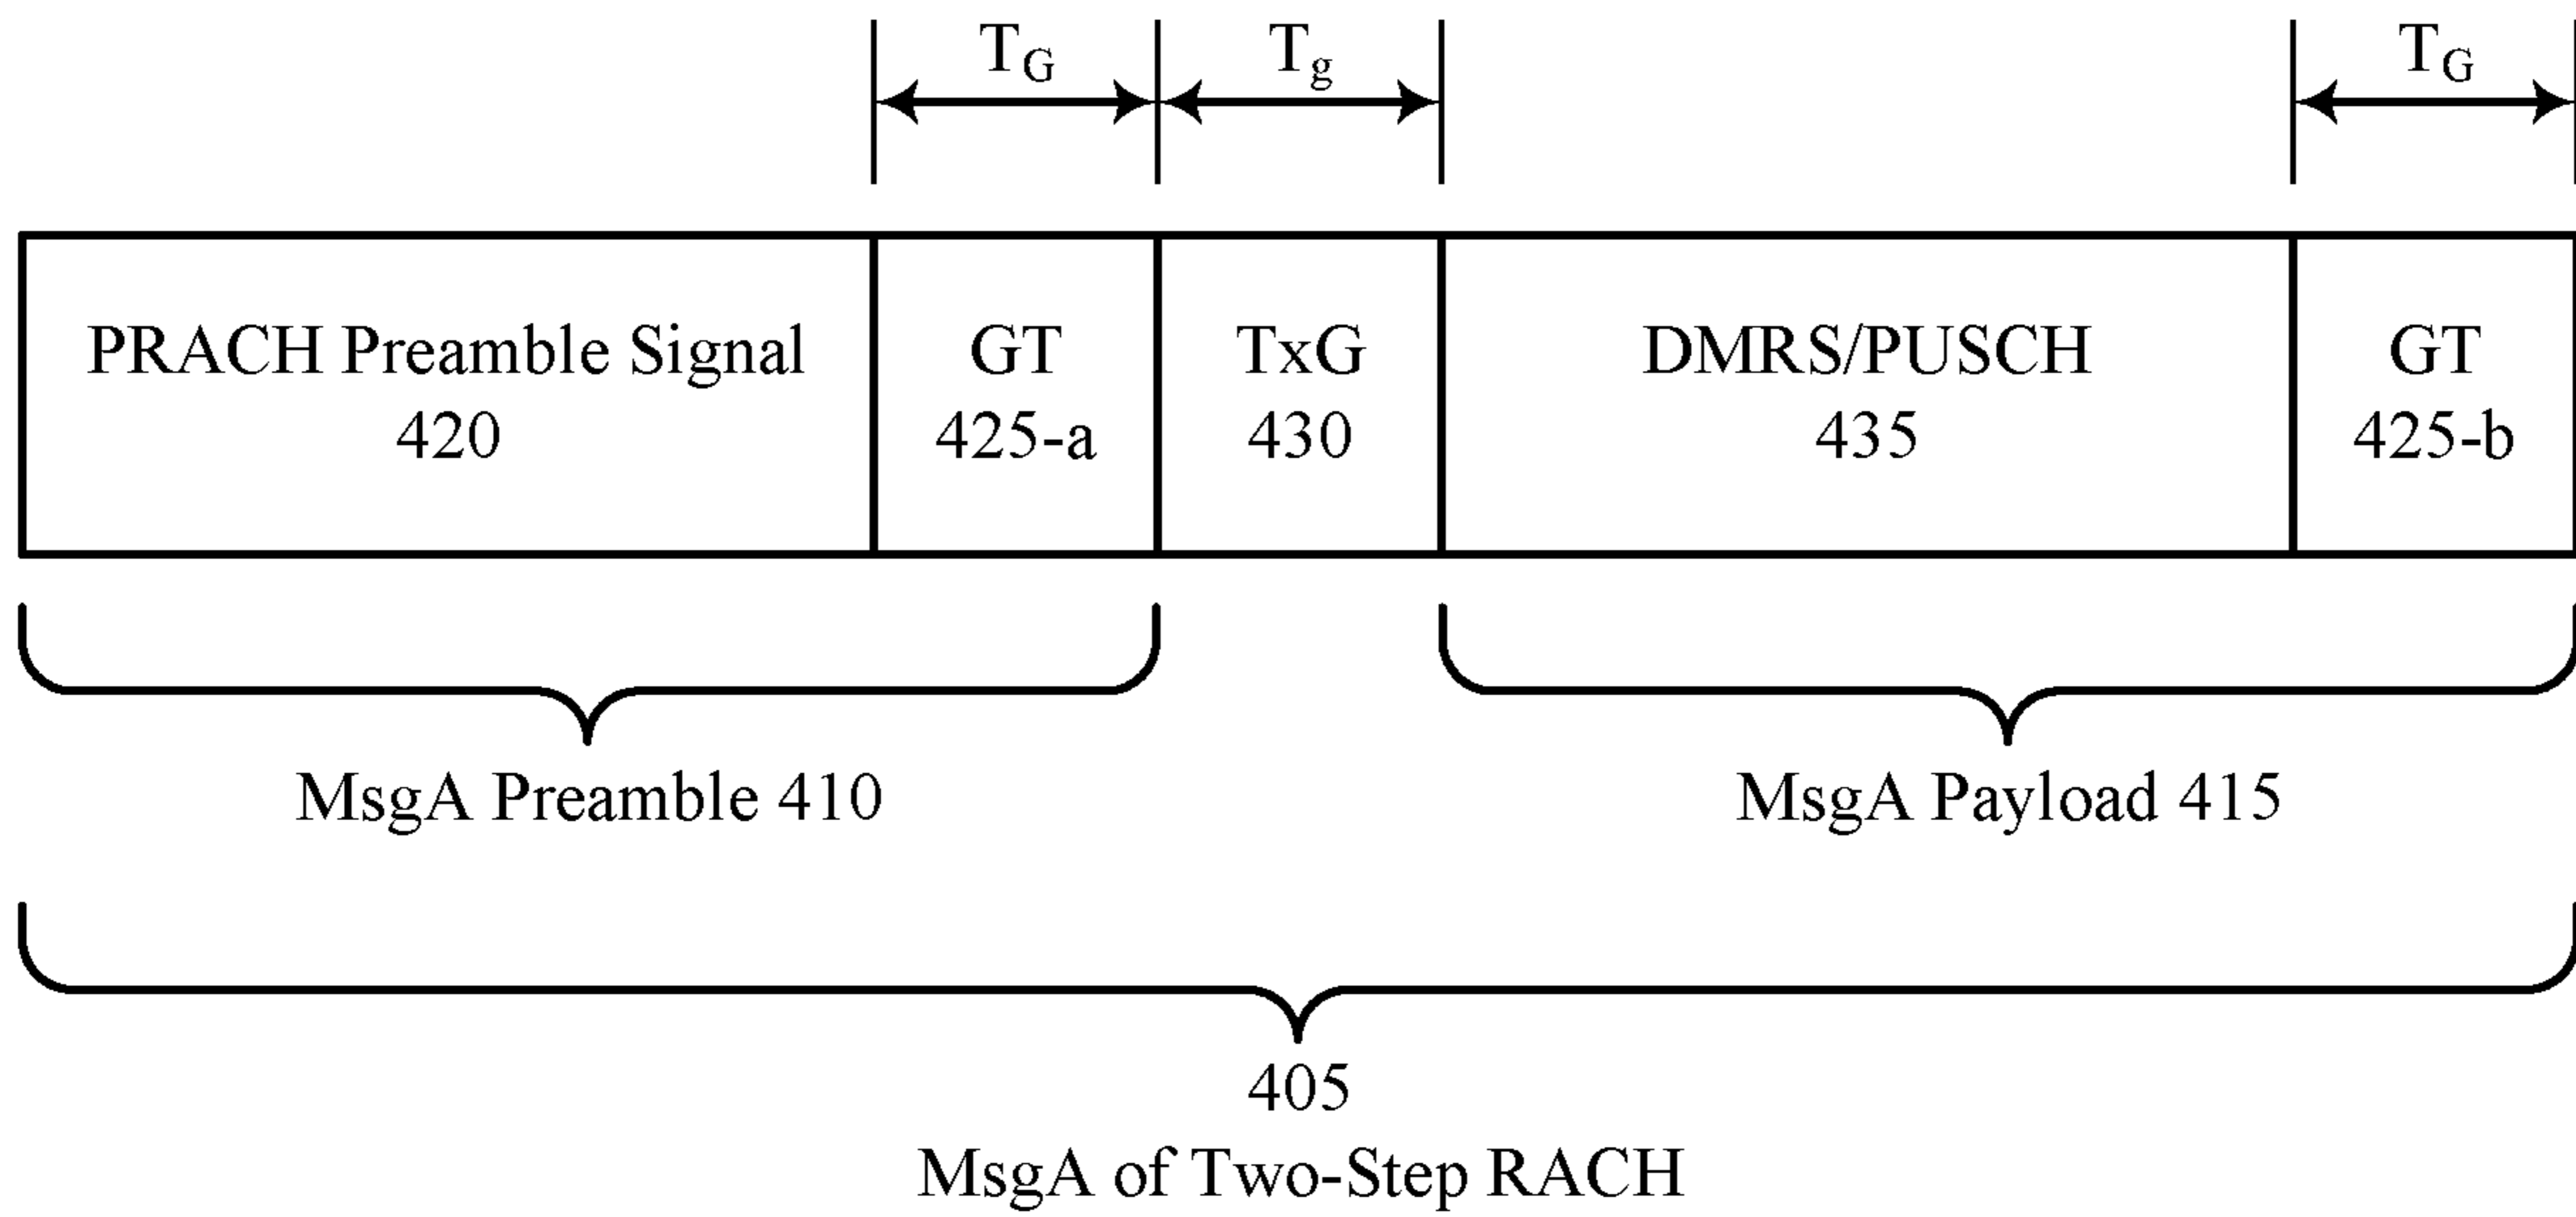 TG
Tg
TG
PRACH Preamble Signal
420
GT
425-a
TxG
430
DMRS/PUSCH
435
GT
425-b
MsgA Preamble 410
MsgA Payload 415
405
MsgA of Two-Step RACH